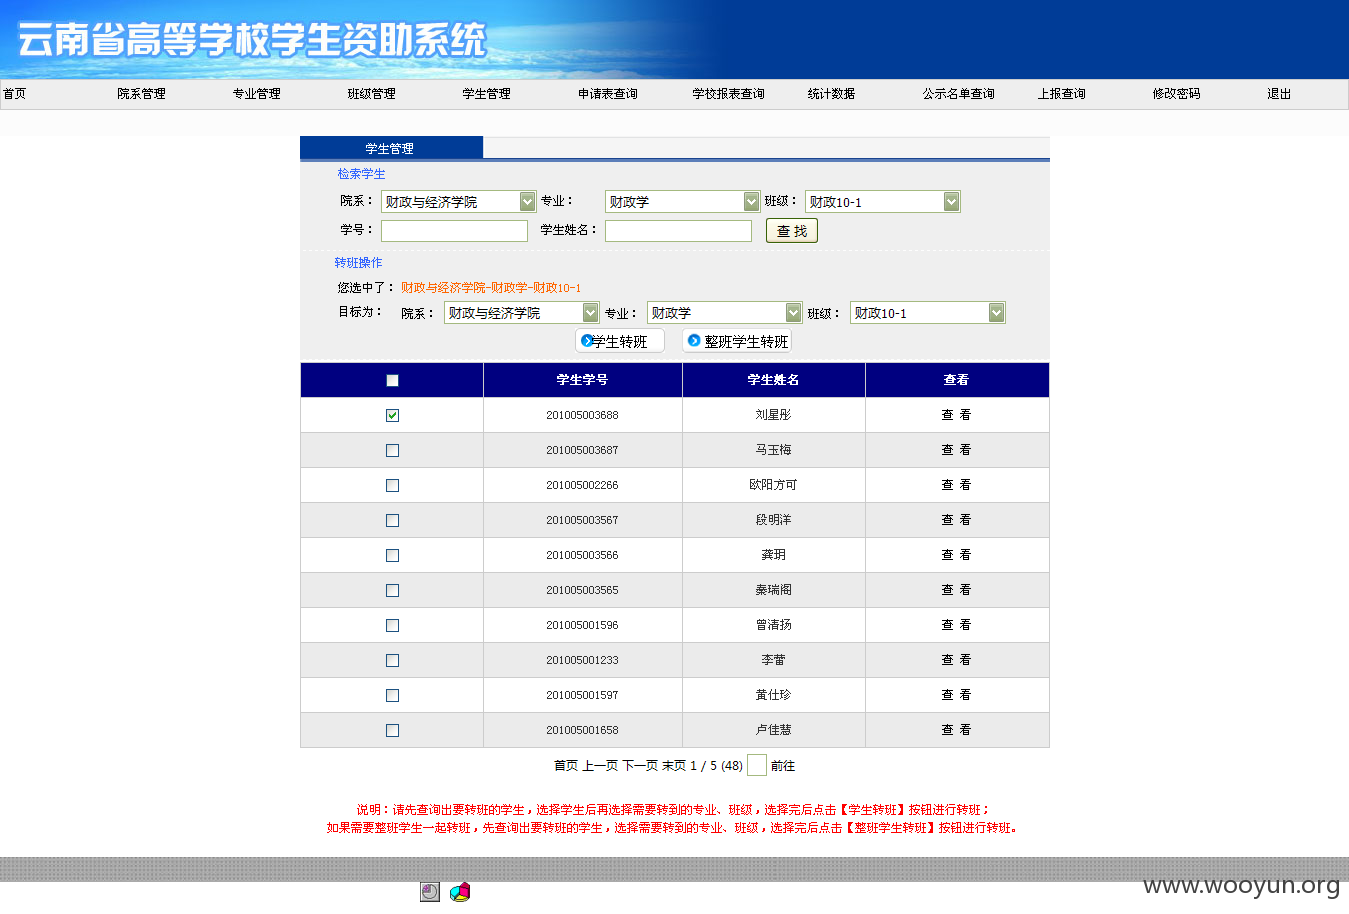 云南省高等学校学生资助系统
首页 院系管理 专业管理 班级管理 学生管理 申请表查询 学校报表查询 统计数据 公示名单查询 上报查询 修改密码 退出
学生管理
检索学生
院系： 财政与经济学院 专业： 财政学 班级： 财政10-1
学号： 学生姓名： 查 找
转班操作
您选中了： 财政与经济学院-财政学-财政10-1
目标为： 院系： 财政与经济学院 专业： 财政学 班级： 财政10-1
学生转班 整班学生转班
学生学号 学生姓名 查看
201005003688 刘星彤 查 看
201005003687 马玉梅 查 看
201005002266 欧阳方可 查 看
201005003567 段明洋 查 看
201005003566 龚玥 查 看
201005003565 秦瑞阁 查 看
201005001596 曾渚扬 查 看
201005001233 李蕾 查 看
201005001597 黄仕珍 查 看
201005001658 卢佳慧 查 看
首页 上一页 下一页 末页 1 / 5 (48) 前往
说明：请先查询出要转班的学生，选择学生后再选择需要转到的专业、班级，选择完后点击【学生转班】按钮进行转班；
如果需要整班学生一起转班，先查询出要转班的学生，选择需要转到的专业、班级，选择完后点击【整班学生转班】按钮进行转班。
www.wooyun.org